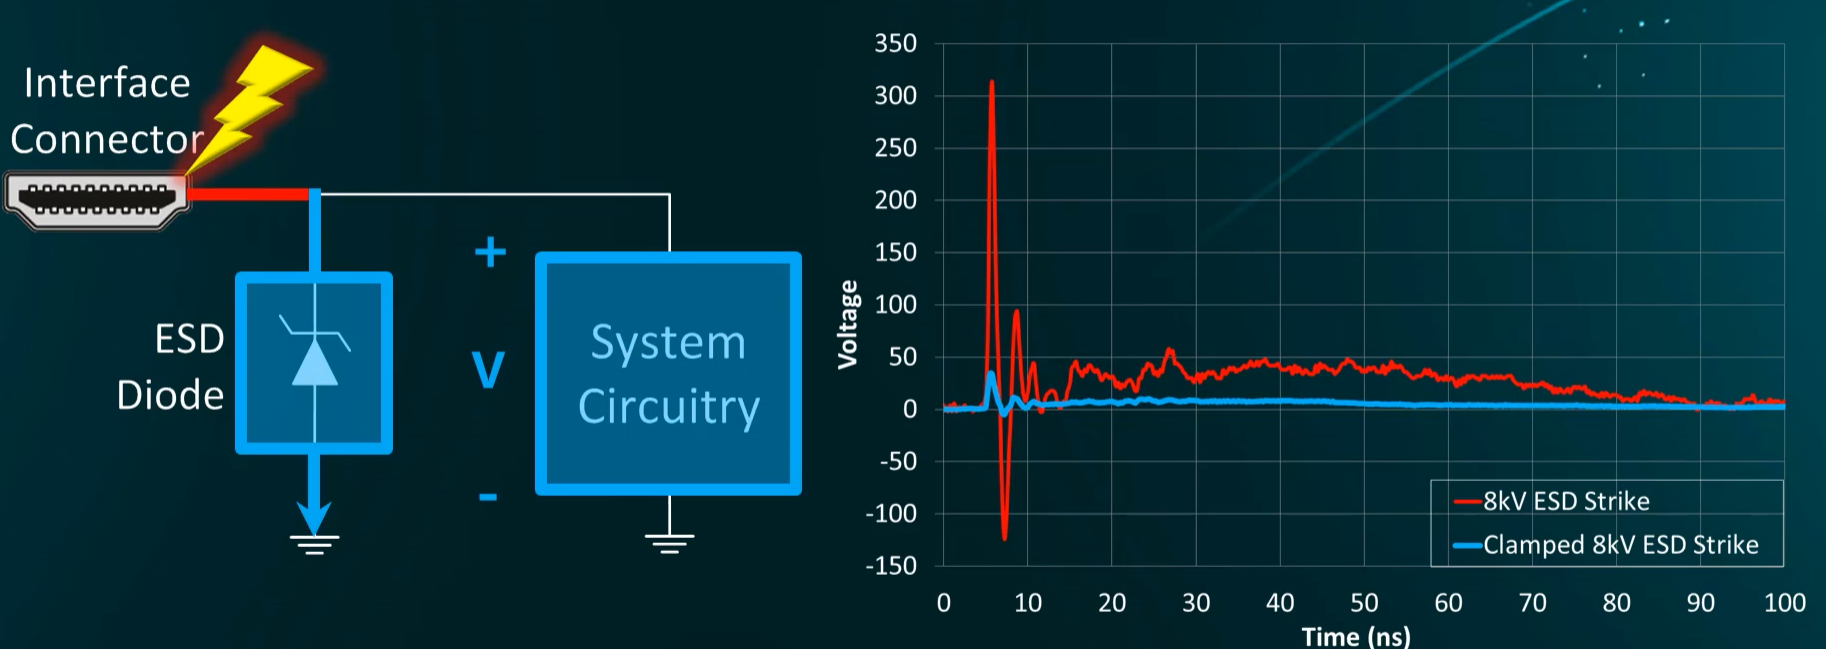 Interface
Connector
ESD
Diode
+
V
-
System
Circuitry
Voltage
350
300
250
200
150
100
50
0
-50
-100
-150
8kV ESD Strike
Clamped 8kV ESD Strike
0 10 20 30 40 50 60 70 80 90 100
Time (ns)